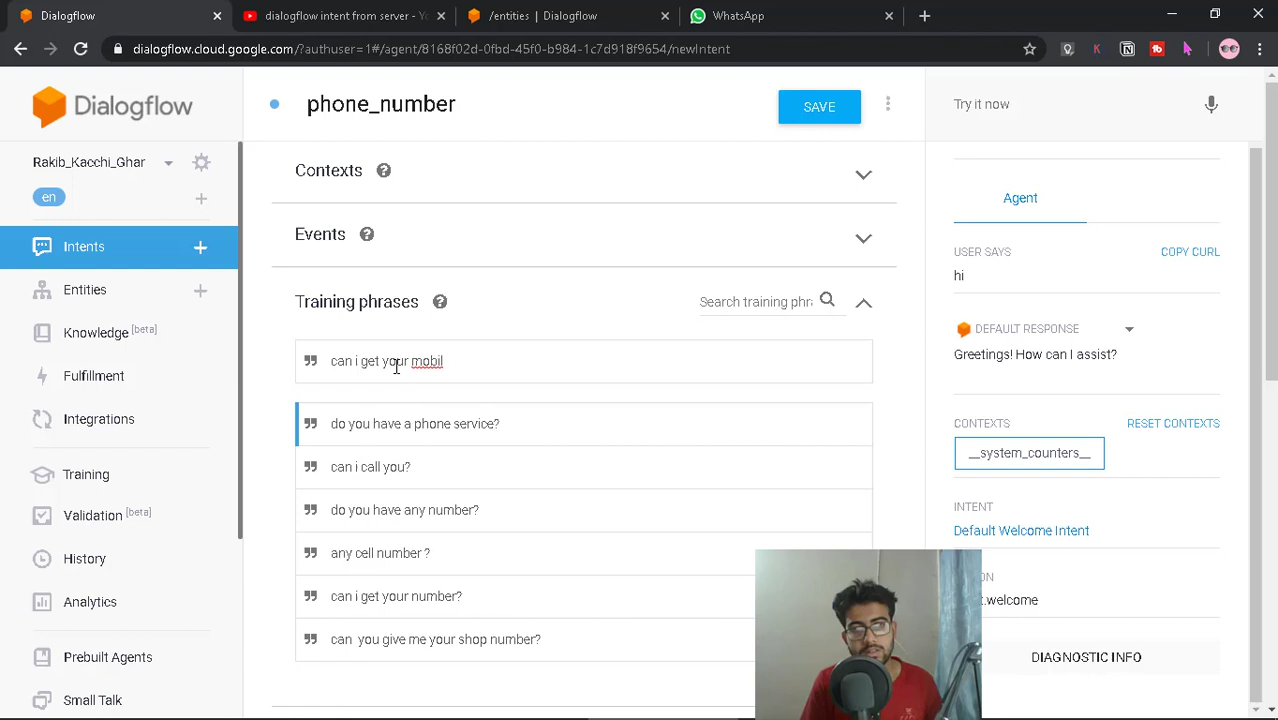 Dialogflow
dialogflow intent from server - Yo
/entities | Dialogflow
WhatsApp
dialogflow.cloud.google.com/?authuser=1#/agent/8168f02d-0fbd-45f0-b984-1c7d918f9654/newIntent
Dialogflow
Rakib_Kacchi_Ghar
en
Intents
Entities
Knowledge [beta]
Fulfillment
Integrations
Training
Validation [beta]
History
Analytics
Prebuilt Agents
Small Talk
phone_number
SAVE
Contexts
Events
Training phrases
Search training phr
can i get your mobil
do you have a phone service?
can i call you?
do you have any number?
any cell number ?
can i get your number?
can you give me your shop number?
Try it now
Agent
USER SAYS
COPY CURL
hi
DEFAULT RESPONSE
Greetings! How can I assist?
CONTEXTS
RESET CONTEXTS
__system_counters__
INTENT
Default Welcome Intent
ON
.welcome
DIAGNOSTIC INFO